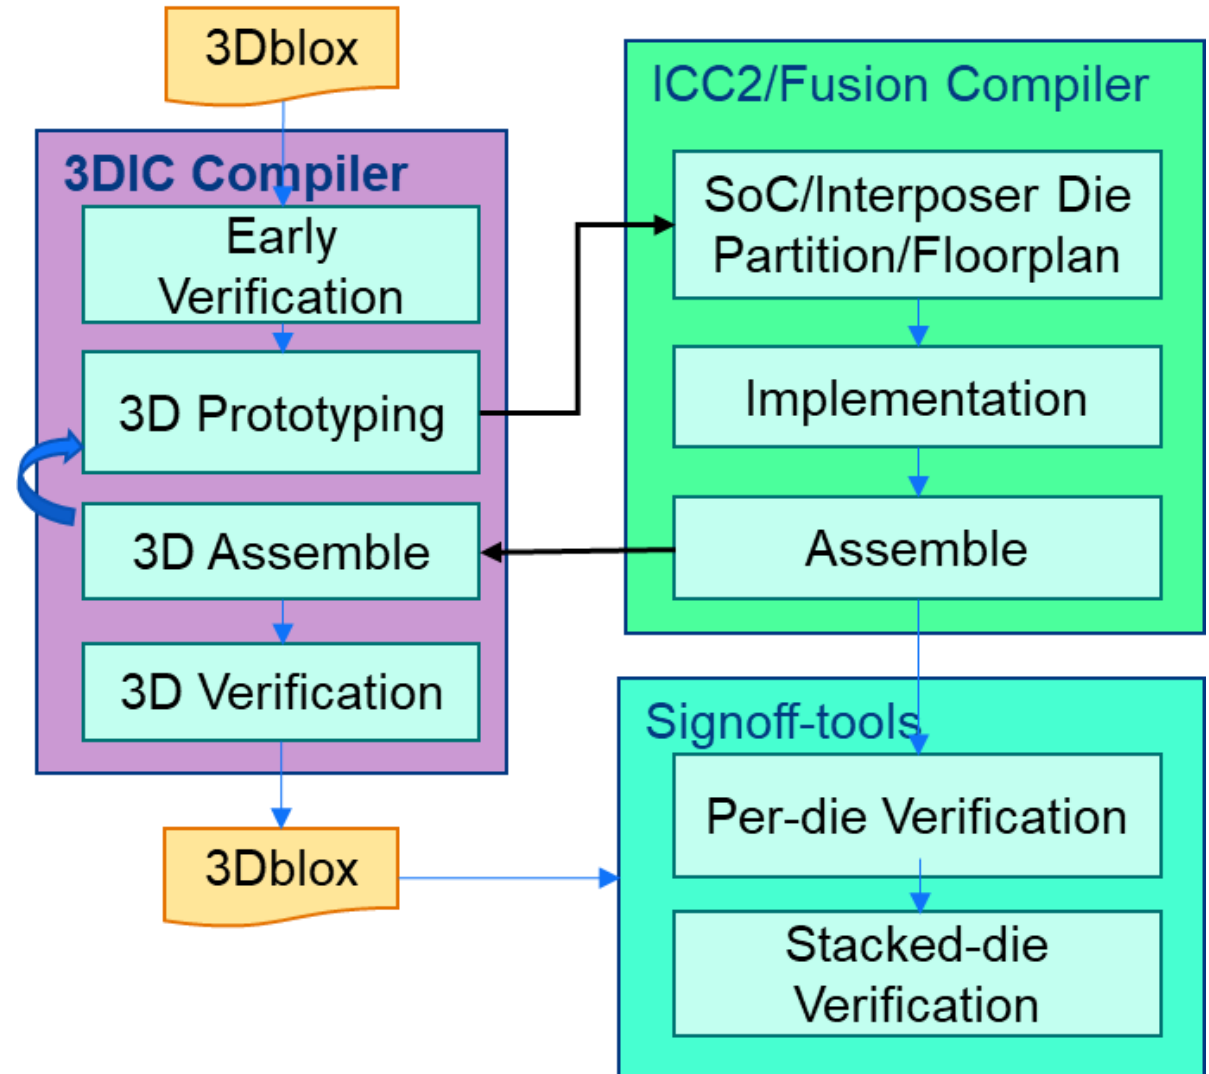 3Dblox
3DIC Compiler
Early
Verification
3D Prototyping
3D Assemble
3D Verification
3Dblox
ICC2/Fusion Compiler
SoC/Interposer Die
Partition/Floorplan
Implementation
Assemble
Signoff-tools
Per-die Verification
Stacked-die
Verification